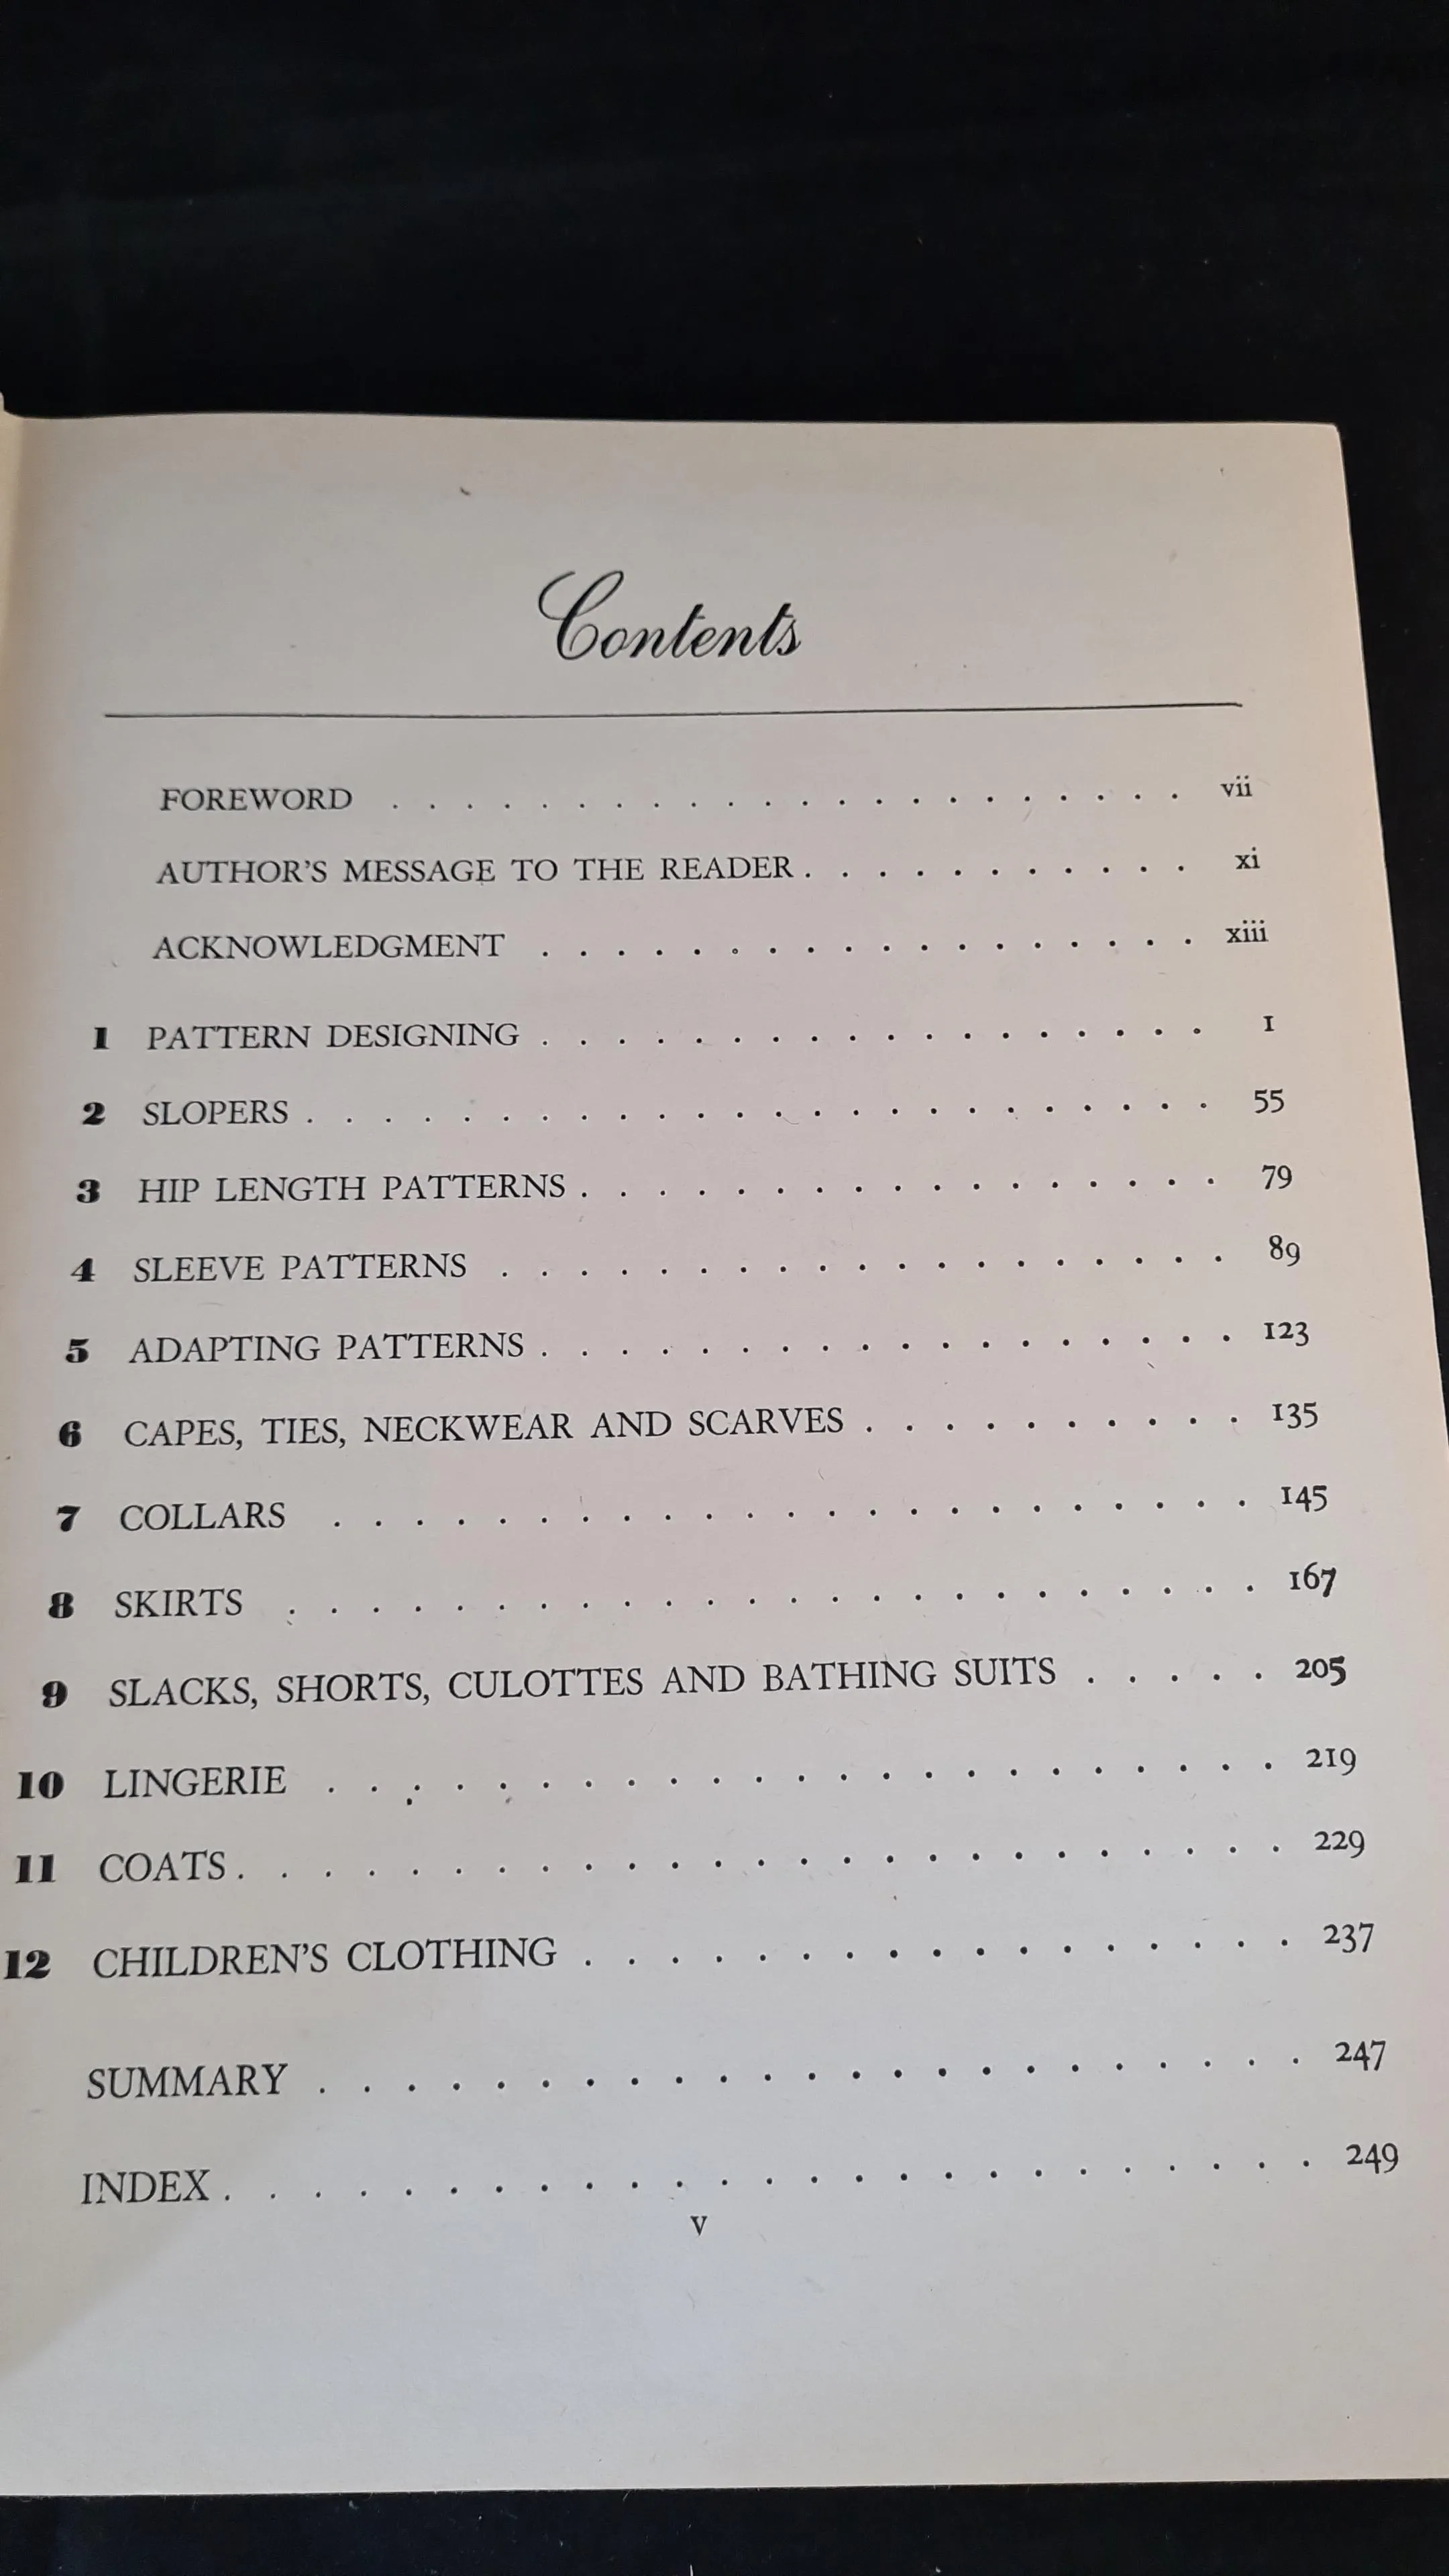 Contents
FOREWORD . . . . . . . . . . . . . . . . . . . . . vii
AUTHOR'S MESSAGE TO THE READER . . . . . . . . . . . xi
ACKNOWLEDGMENT . . . . . . . . . . . . . . . . . . xiii
1 PATTERN DESIGNING . . . . . . . . . . . . . . . . . . 1
2 SLOPERS . . . . . . . . . . . . . . . . . . . . . . . . 55
3 HIP LENGTH PATTERNS . . . . . . . . . . . . . . . . . 79
4 SLEEVE PATTERNS . . . . . . . . . . . . . . . . . . . 89
5 ADAPTING PATTERNS . . . . . . . . . . . . . . . . . . 123
6 CAPES, TIES, NECKWEAR AND SCARVES . . . . . . . . . . 135
7 COLLARS . . . . . . . . . . . . . . . . . . . . . . . 145
8 SKIRTS . . . . . . . . . . . . . . . . . . . . . . . . 167
9 SLACKS, SHORTS, CULOTTES AND BATHING SUITS . . . . . 205
10 LINGERIE . . . . . . . . . . . . . . . . . . . . . . . 219
11 COATS . . . . . . . . . . . . . . . . . . . . . . . . . 229
12 CHILDREN'S CLOTHING . . . . . . . . . . . . . . . . . 237
SUMMARY . . . . . . . . . . . . . . . . . . . . . . . 247
INDEX . . . . . . . . . . . . . . . . . . . . . . . . . 249
v